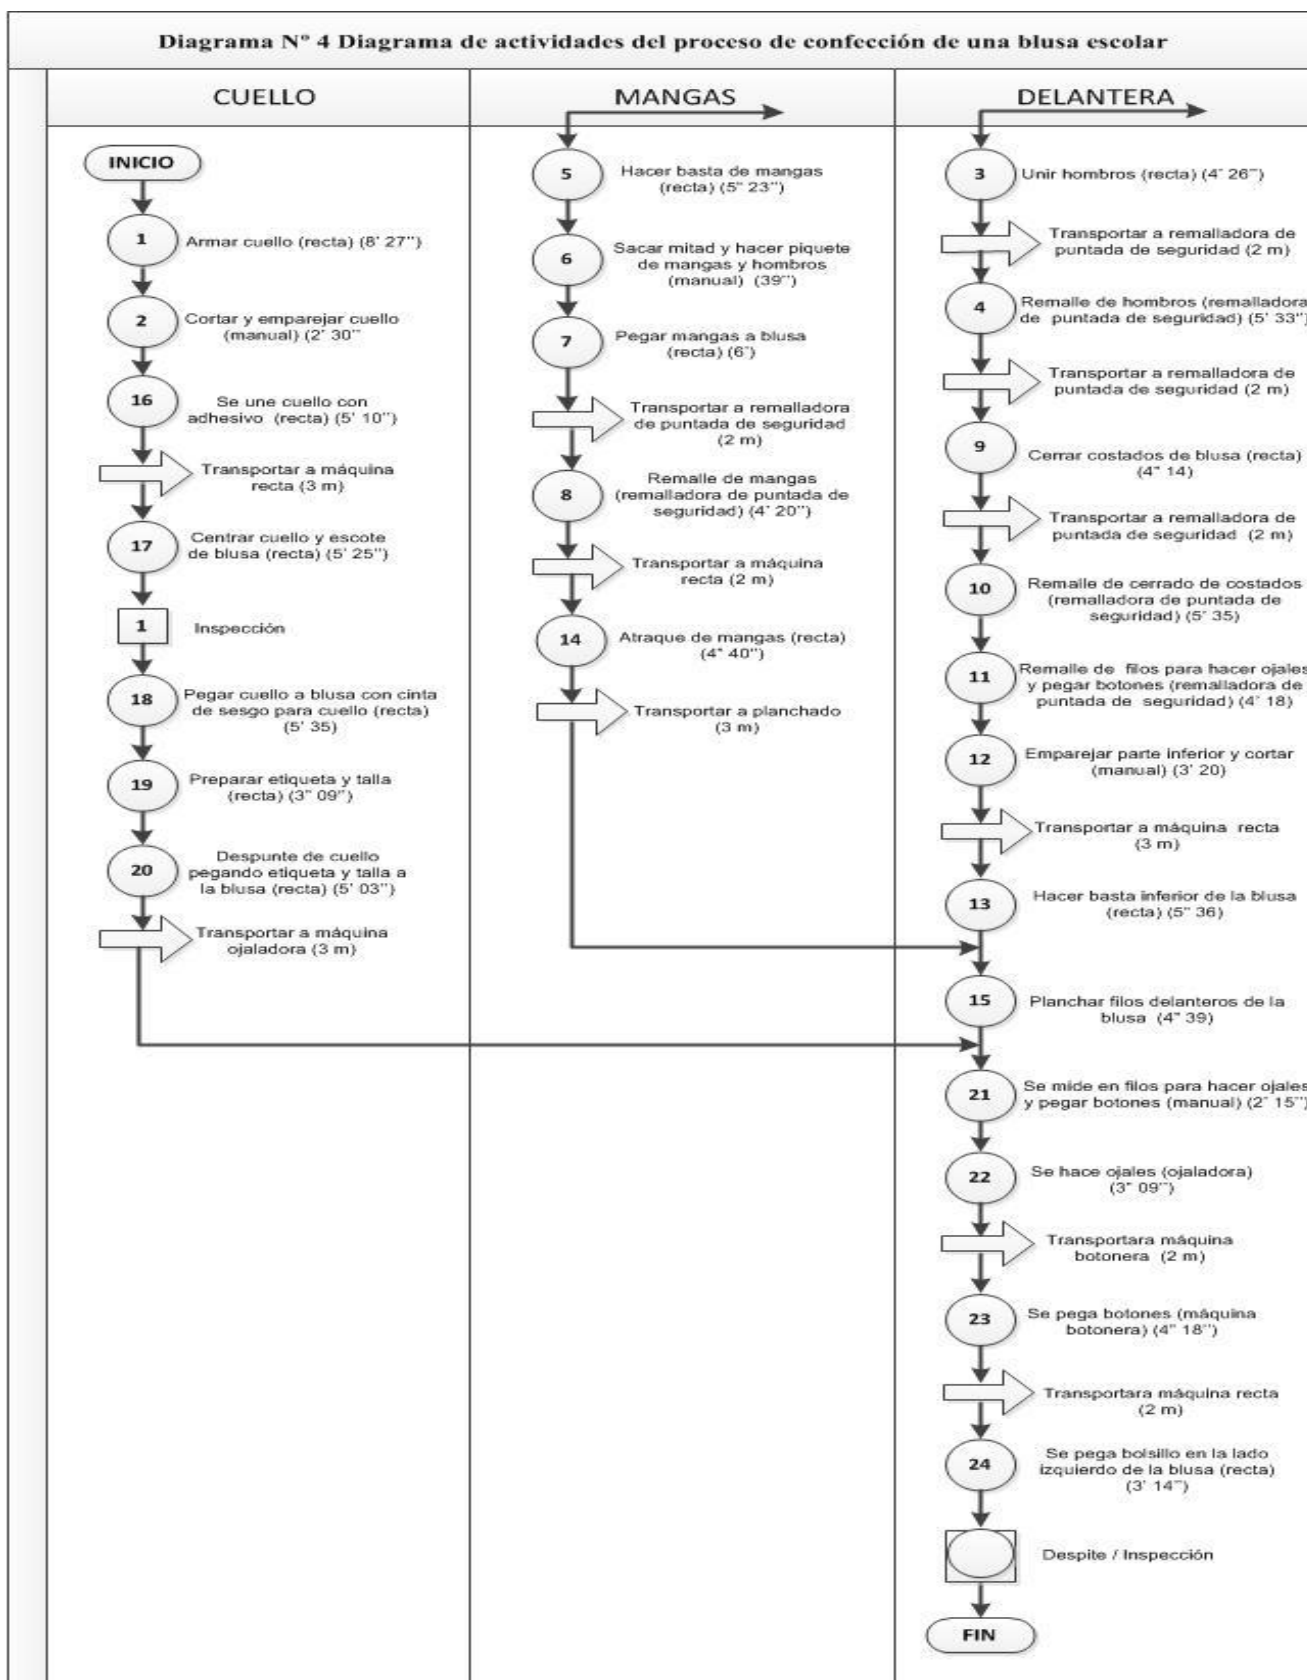 Diagrama Nº 4 Diagrama de actividades del proceso de confección de una blusa escolar
CUELLO
INICIO
1
Armar cuello (recta) (8' 27'')
2
Cortar y emparejar cuello
(manual) (2' 30''
16
Se une cuello con
adhesivo (recta) (5' 10'')
Transportar a máquina
recta (3 m)
17
Centrar cuello y escote
de blusa (recta) (5' 25'')
1
Inspección
18
Pegar cuello a blusa con cinta
de sesgo para cuello (recta)
(5' 35)
19
Preparar etiqueta y talla
(recta) (3" 09'')
20
Despunte de cuello
pegando etiqueta y talla a
la blusa (recta) (5' 03'')
Transportar a máquina
ojaladora (3 m)
MANGAS
5
Hacer basta de mangas
(recta) (5" 23'')
6
Sacar mitad y hacer piquete
de mangas y hombros
(manual) (39'')
7
Pegar mangas a blusa
(recta) (6')
Transportar a remalladora
de puntada de seguridad
(2 m)
8
Remalle de mangas
(remalladora de puntada de
seguridad) (4' 20'')
Transportar a máquina
recta (2 m)
14
Atraque de mangas (recta)
(4" 40'')
Transportar a planchado
(3 m)
DELANTERA
3
Unir hombros (recta) (4' 26'')
Transportar a remalladora de
puntada de seguridad (2 m)
4
Remalle de hombros (remalladora
de puntada de seguridad) (5' 33'')
Transportar a remalladora de
puntada de seguridad (2 m)
9
Cerrar costados de blusa (recta)
(4" 14)
Transportar a remalladora de
puntada de seguridad (2 m)
10
Remalle de cerrado de costados
(remalladora de puntada de
seguridad) (5' 35)
11
Remalle de filos para hacer ojales
y pegar botones (remalladora de
puntada de seguridad) (4' 18)
12
Emparejar parte inferior y cortar
(manual) (3' 20)
Transportar a máquina recta
(3 m)
13
Hacer basta inferior de la blusa
(recta) (5" 36)
15
Planchar filos delanteros de la
blusa (4" 39)
21
Se mide en filos para hacer ojales
y pegar botones (manual) (2' 15'')
22
Se hace ojales (ojaladora)
(3" 09'')
Transportara máquina
botonera (2 m)
23
Se pega botones (máquina
botonera) (4" 18'')
Transportara máquina recta
(2 m)
24
Se pega bolsillo en la lado
izquierdo de la blusa (recta)
(3' 14'')
Despite / Inspección
FIN